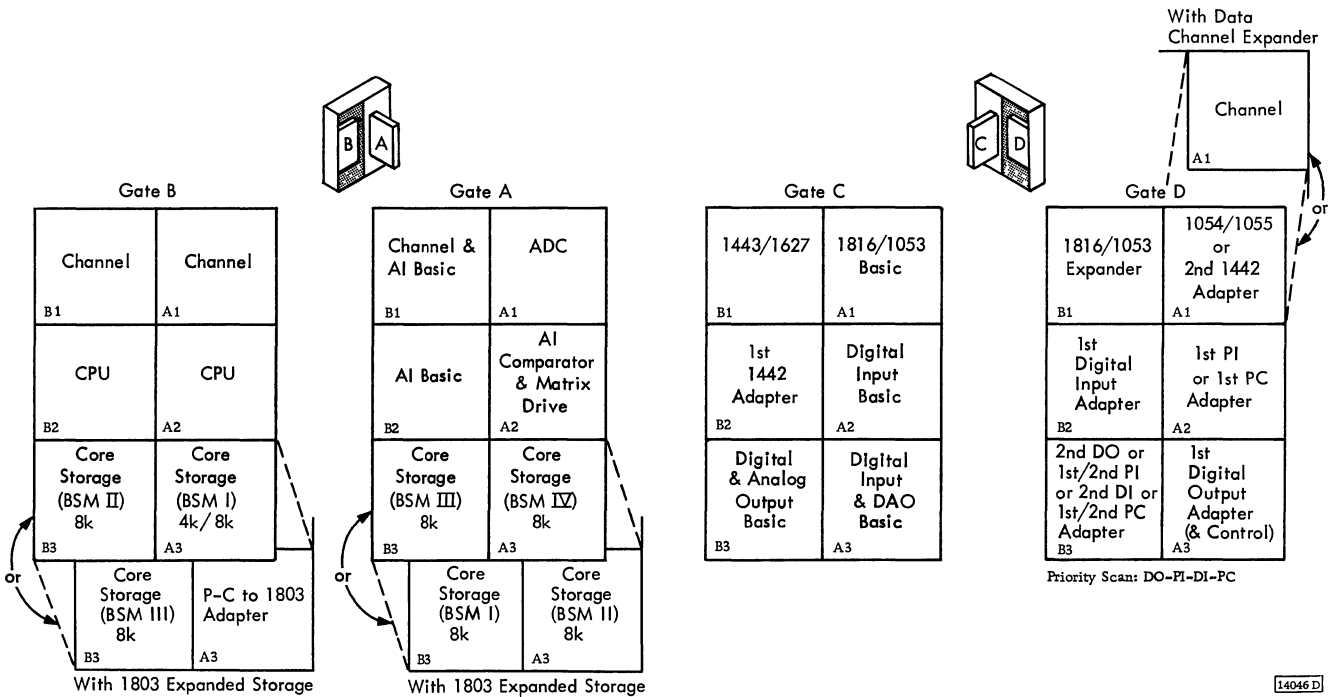 With Data
Channel Expander
Channel
A1
or
B A
C D
Gate B
Channel
B1
Channel
A1
CPU
B2
CPU
A2
Core
Storage
(BSM II)
8k
B3
Core
Storage
(BSM I)
4k/8k
A3
or
Core
Storage
(BSM III)
8k
B3
P-C to 1803
Adapter
A3
With 1803 Expanded Storage
Gate A
Channel &
AI Basic
B1
ADC
A1
AI Basic
B2
AI
Comparator
& Matrix
Drive
A2
Core
Storage
(BSM III)
8k
B3
Core
Storage
(BSM IV)
8k
A3
or
Core
Storage
(BSM I)
8k
B3
Core
Storage
(BSM II)
8k
A3
With 1803 Expanded Storage
Gate C
1443/1627
B1
1816/1053
Basic
A1
1st
1442
Adapter
B2
Digital
Input
Basic
A2
Digital
& Analog
Output
Basic
B3
Digital
Input
& DAO
Basic
A3
Gate D
1816/1053
Expander
B1
1054/1055
or
2nd 1442
Adapter
A1
1st
Digital
Input
Adapter
B2
1st PI
or 1st PC
Adapter
A2
2nd DO or
1st/2nd PI
or 2nd DI or
1st/2nd PC
Adapter
B3
1st
Digital
Output
Adapter
(& Control)
A3
Priority Scan: DO-PI-DI-PC
14046 D